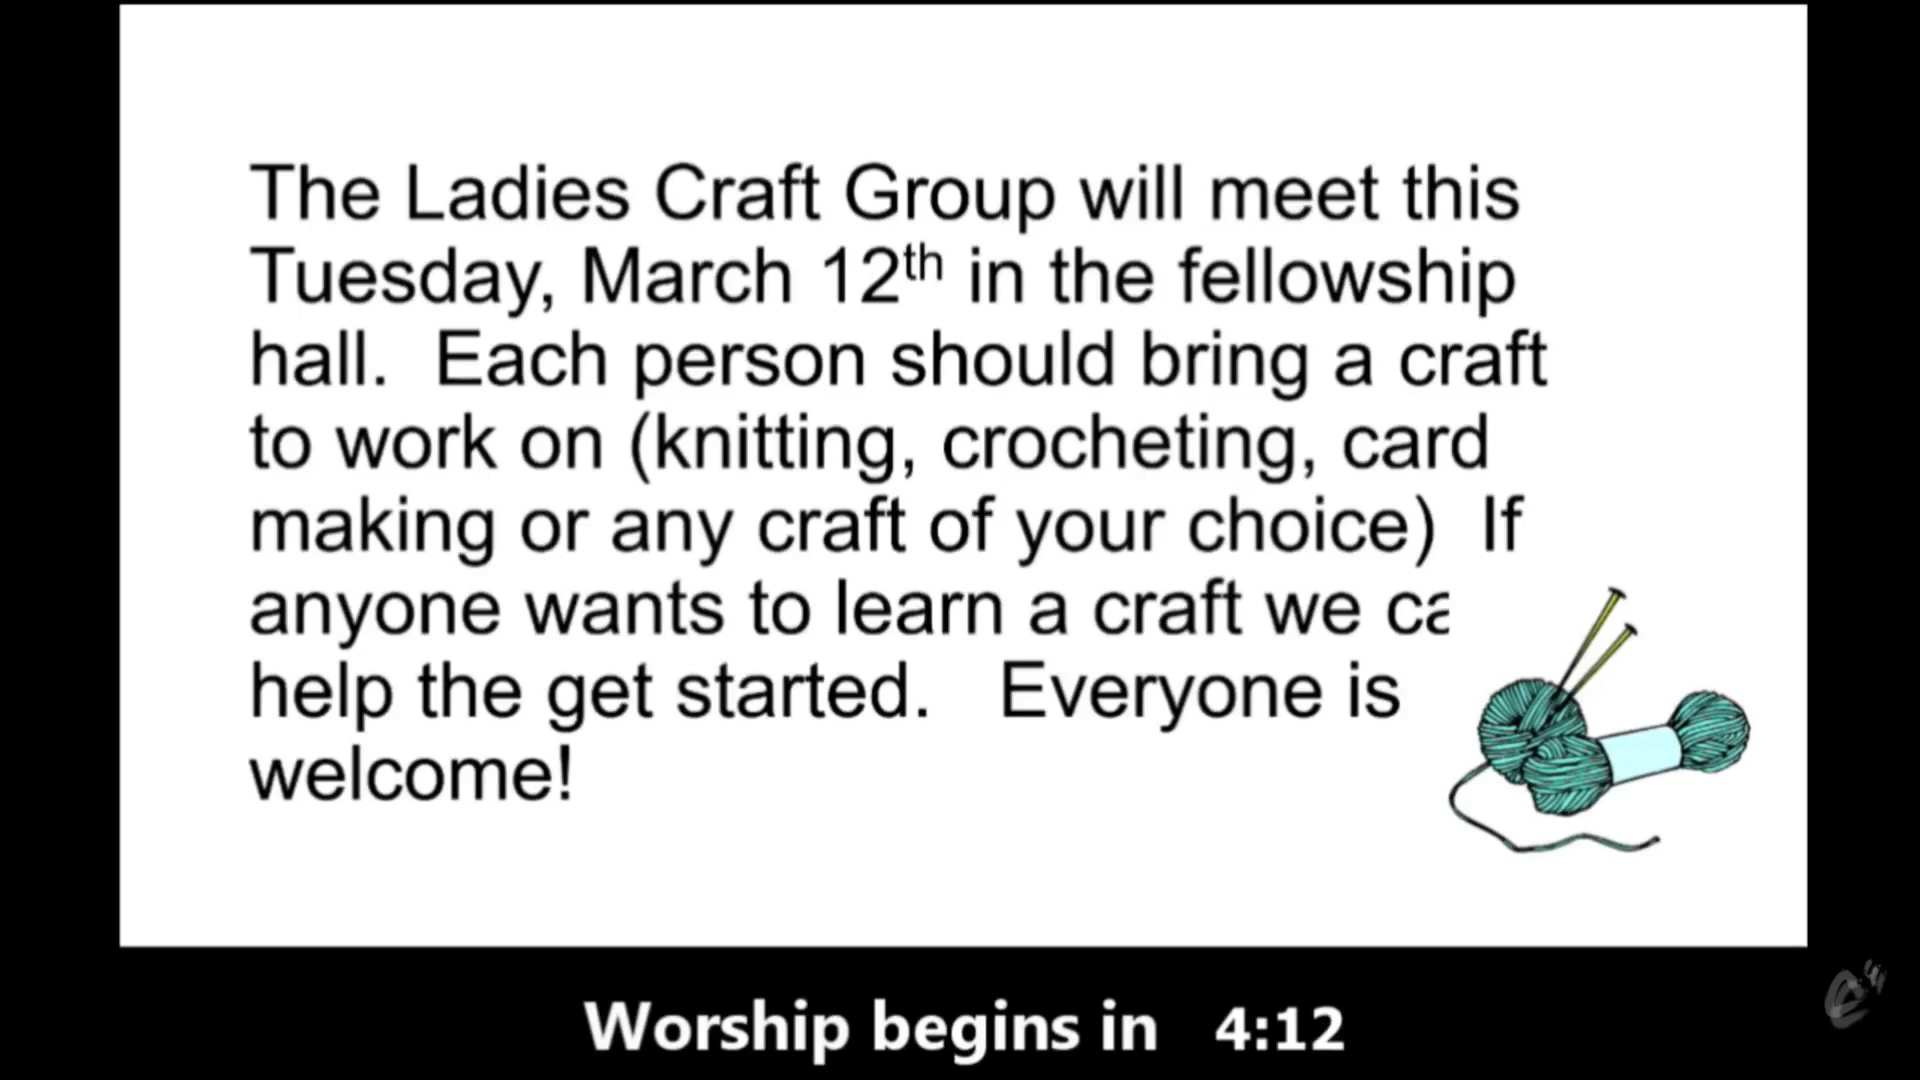 The Ladies Craft Group will meet this
Tuesday, March 12th in the fellowship
hall.  Each person should bring a craft
to work on (knitting, crocheting, card
making or any craft of your choice)  If
anyone wants to learn a craft we ca
help the get started.   Everyone is
welcome!
Worship begins in   4:12